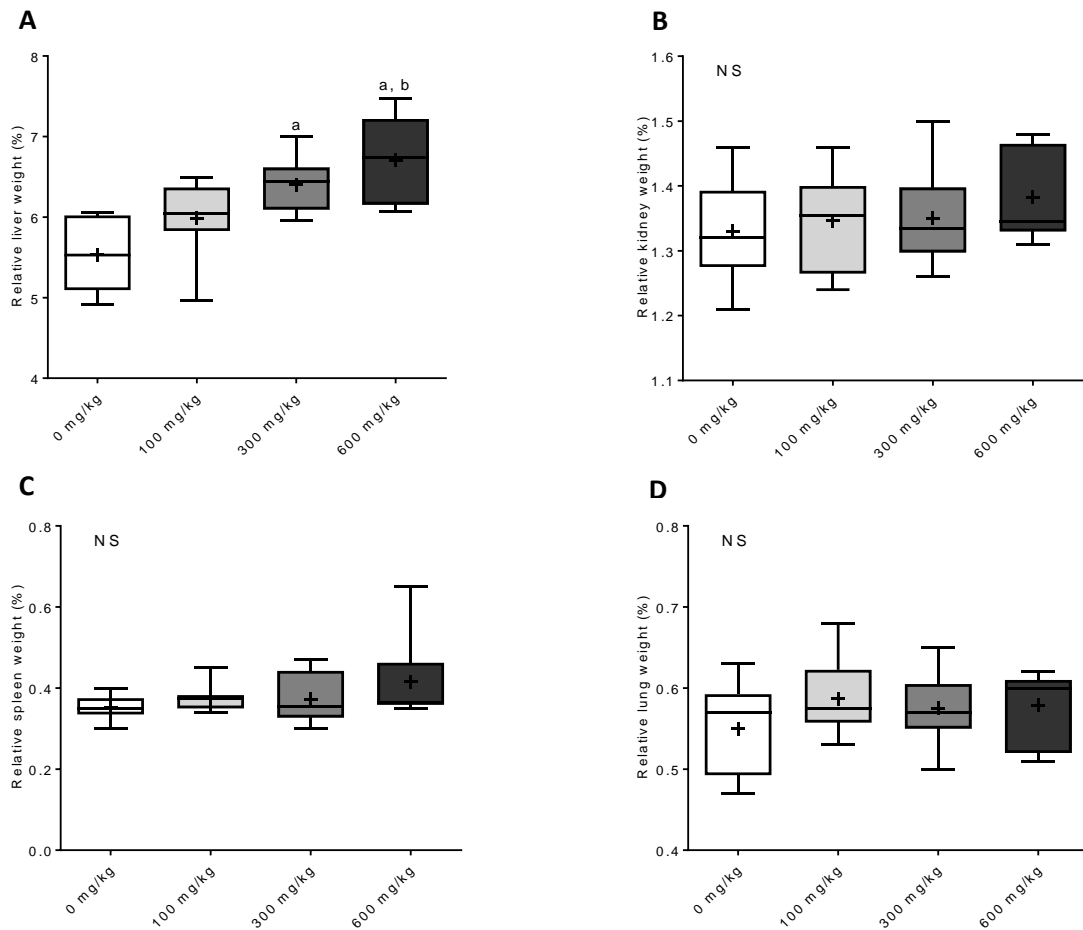 A
Relative liver weight (%)
8
7
6
5
4
a
a, b
0 mg/kg
100 mg/kg
300 mg/kg
600 mg/kg
B
Relative kidney weight (%)
1.6
1.5
1.4
1.3
1.2
1.1
NS
0 mg/kg
100 mg/kg
300 mg/kg
600 mg/kg
C
Relative spleen weight (%)
0.8
0.6
0.4
0.2
0.0
NS
0 mg/kg
100 mg/kg
300 mg/kg
600 mg/kg
D
Relative lung weight (%)
0.8
0.7
0.6
0.5
0.4
NS
0 mg/kg
100 mg/kg
300 mg/kg
600 mg/kg